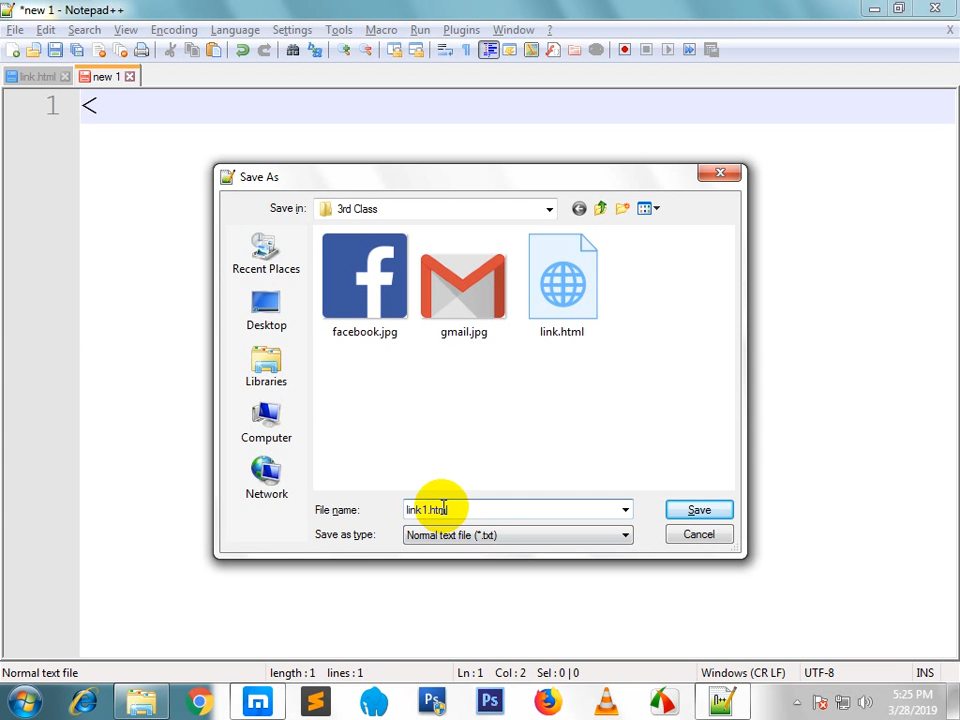 *new 1 - Notepad++
File Edit Search View Encoding Language Settings Tools Macro Run Plugins Window ? X
link.html new 1
1 <
Save As
Save in: 3rd Class
Recent Places
Desktop
Libraries
Computer
Network
facebook.jpg gmail.jpg link.html
File name: link1.html Save
Save as type: Normal text file (*.txt) Cancel
Normal text file length : 1 lines : 1 Ln : 1 Col : 2 Sel : 0 | 0 Windows (CR LF) UTF-8 INS
Ps Ps
5:25 PM
3/28/2019